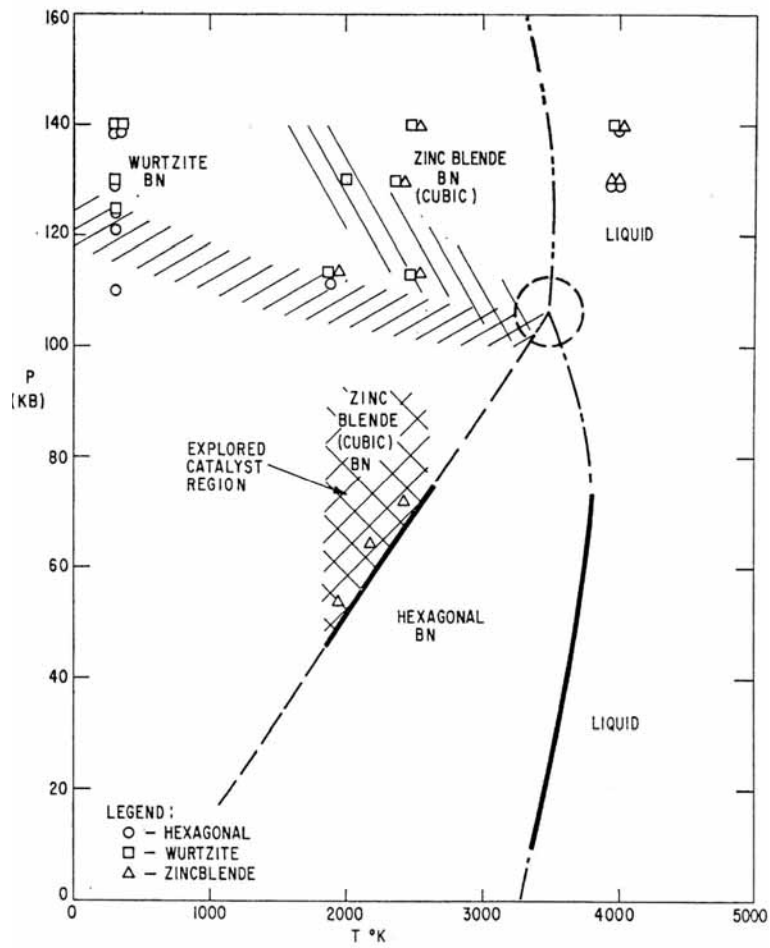 160
140
120
100
P
(KB)
80
60
40
20
0
WURTZITE
BN
ZINC BLENDE
BN
(CUBIC)
LIQUID
ZINC
BLENDE
(CUBIC)
BN
EXPLORED
CATALYST
REGION
HEXAGONAL
BN
LIQUID
LEGEND:
○ – HEXAGONAL
□ – WURTZITE
△ – ZINCBLENDE
0 1000 2000 3000 4000 5000
T °K